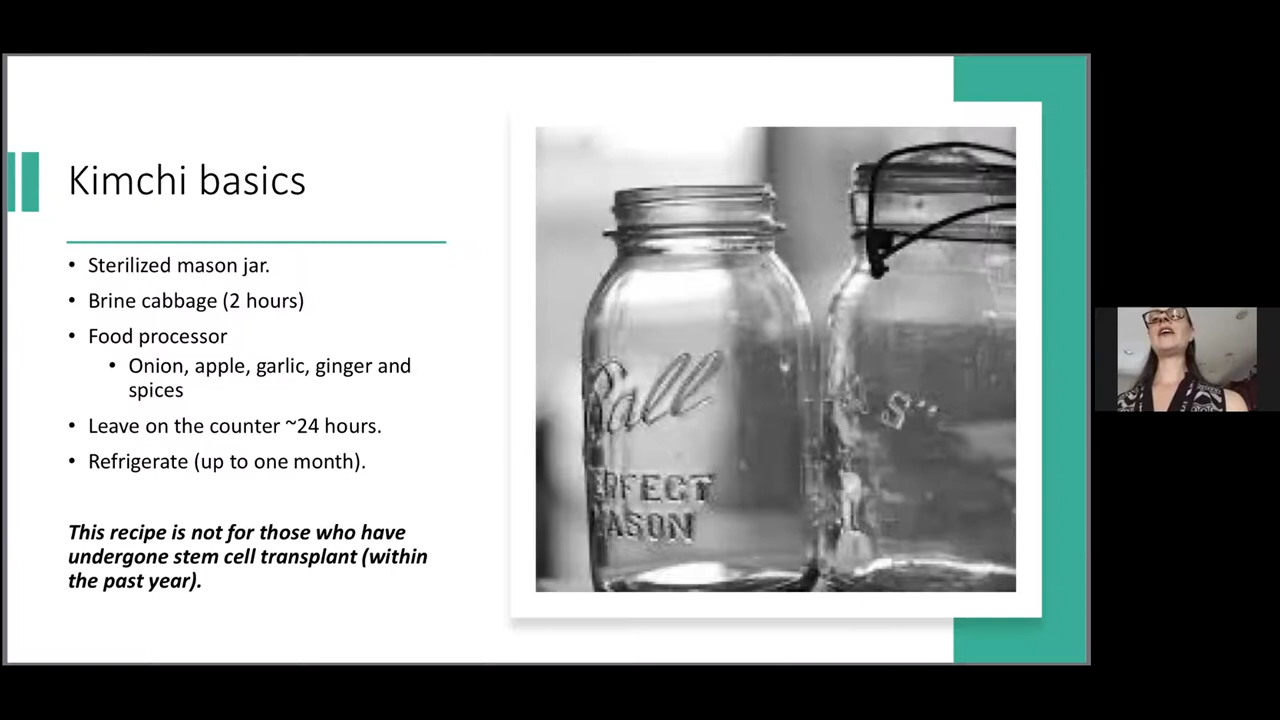 Kimchi basics
• Sterilized mason jar.
• Brine cabbage (2 hours)
• Food processor
• Onion, apple, garlic, ginger and
spices
• Leave on the counter ~24 hours.
• Refrigerate (up to one month).
This recipe is not for those who have
undergone stem cell transplant (within
the past year).
Ball
PERFECT
MASON